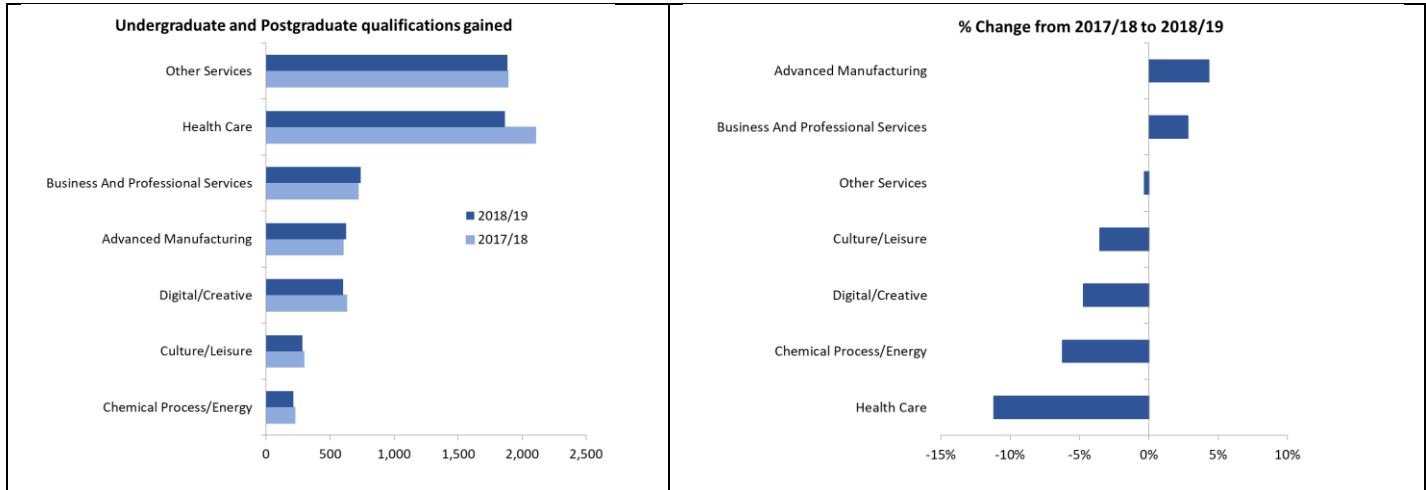 Undergraduate and Postgraduate qualifications gained
Other Services
Health Care
Business And Professional Services
Advanced Manufacturing
Digital/Creative
Culture/Leisure
Chemical Process/Energy
2018/19
2017/18
0 500 1,000 1,500 2,000 2,500
% Change from 2017/18 to 2018/19
Advanced Manufacturing
Business And Professional Services
Other Services
Culture/Leisure
Digital/Creative
Chemical Process/Energy
Health Care
-15% -10% -5% 0% 5% 10%